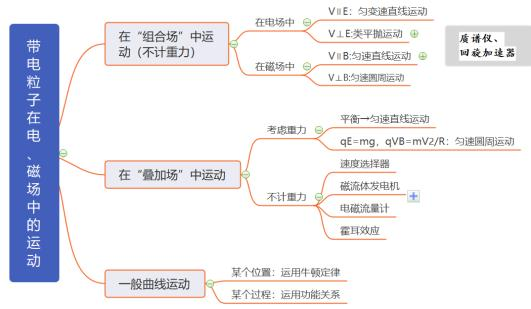 带电粒子在电、磁场中的运动
在“组合场”中运
动（不计重力）
在电场中
V∥E：匀变速直线运动
V⊥E:类平抛运动
在磁场中
V∥B:匀速直线运动
V⊥B:匀速圆周运动
质谱仪、
回旋加速器
在“叠加场”中运动
考虑重力
平衡→匀速直线运动
qE=mg，qVB=mV2/R：匀速圆周运动
不计重力
速度选择器
磁流体发电机
电磁流量计
霍耳效应
一般曲线运动
某个位置：运用牛顿定律
某个过程：运用功能关系